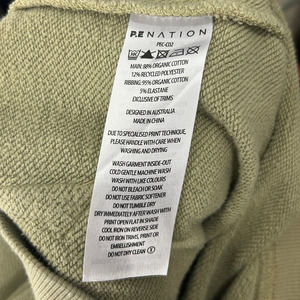 P.E NATION
PEC-C02
MAIN: 88% ORGANIC COTTON
12% RECYCLED POLYESTER
RIBBING: 95% ORGANIC COTTON
5% ELASTANE
EXCLUSIVE OF TRIMS
DESIGNED IN AUSTRALIA
MADE IN CHINA
DUE TO SPECIALISED PRINT TECHNIQUE,
PLEASE HANDLE WITH CARE WHEN
WASHING AND DRYING
WASH GARMENT INSIDE-OUT
COLD GENTLE MACHINE WASH
WASH WITH LIKE COLOURS
DO NOT BLEACH OR SOAK
DO NOT USE FABRIC SOFTENER
DO NOT TUMBLE DRY
DRY IMMEDIATELY AFTER WASH WITH
PRINT OPEN FLAT IN SHADE
COOL IRON ON REVERSE SIDE
DO NOT IRON TRIMS, PRINT OR
EMBELLISHMENT
DO NOT DRY CLEAN